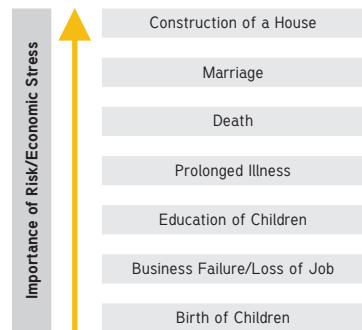 Importance of Risk/Economic Stress
Construction of a House
Marriage
Death
Prolonged Illness
Education of Children
Business Failure/Loss of Job
Birth of Children